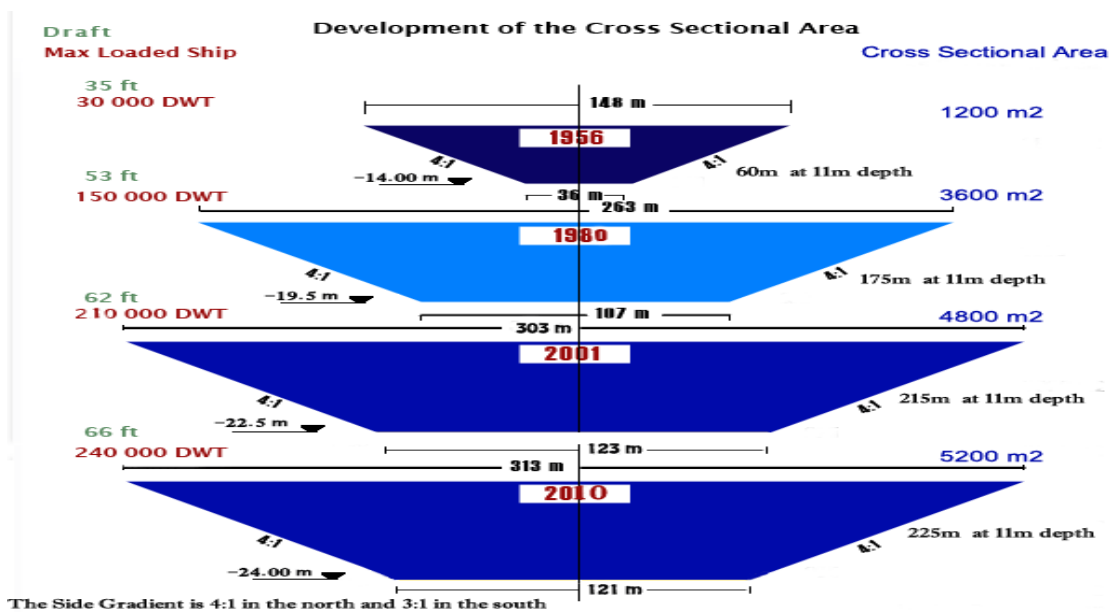 Draft
Development of the Cross Sectional Area
Max Loaded Ship
Cross Sectional Area
35 ft
30 000 DWT
148 m
1200 m2
1956
4:1
4:1
60m at 11m depth
53 ft
-14.00 m
150 000 DWT
36 m
3600 m2
263 m
1980
4:1
4:1
175m at 11m depth
62 ft
-19.5 m
210 000 DWT
107 m
4800 m2
303 m
2001
4:1
4:1
215m at 11m depth
66 ft
-22.5 m
240 000 DWT
123 m
5200 m2
313 m
2010
4:1
4:1
225m at 11m depth
-24.00 m
121 m
The Side Gradient is 4:1 in the north and 3:1 in the south